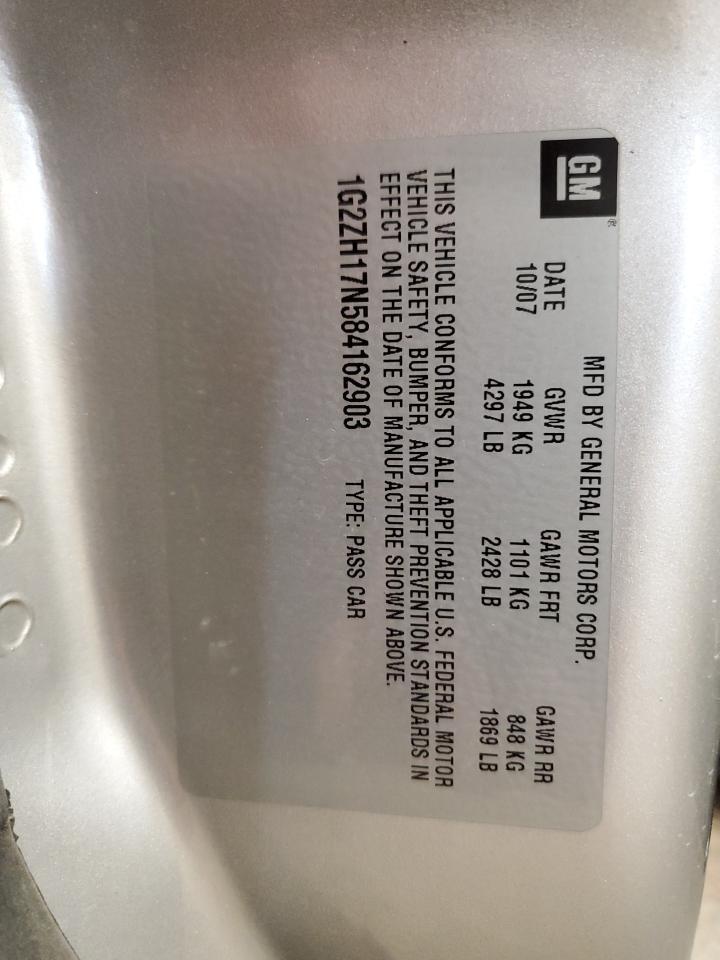 GM®
MFD BY GENERAL MOTORS CORP.
DATE GVWR GAWR FRT GAWR RR
10/07 1949 KG 1101 KG 848 KG
4297 LB 2428 LB 1869 LB
THIS VEHICLE CONFORMS TO ALL APPLICABLE U.S. FEDERAL MOTOR
VEHICLE SAFETY, BUMPER, AND THEFT PREVENTION STANDARDS IN
EFFECT ON THE DATE OF MANUFACTURE SHOWN ABOVE.
1G2ZH17N584162903 TYPE: PASS CAR